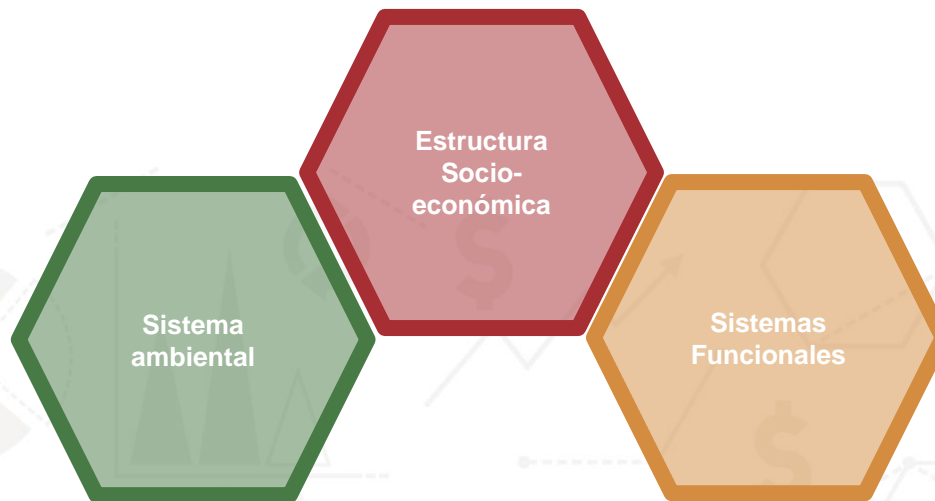 Estructura
Socio-
económica
Sistema
ambiental
Sistemas
Funcionales
$
$